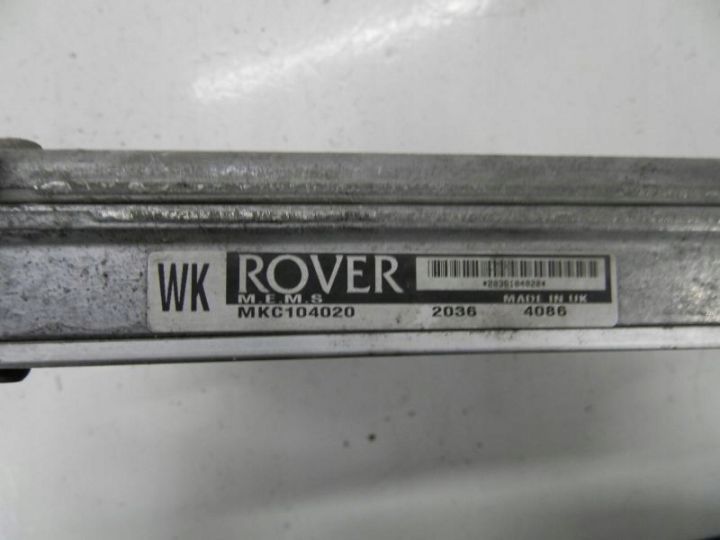 WK ROVER
M.E.M.S MADE IN UK
MKC104020 2036 4086